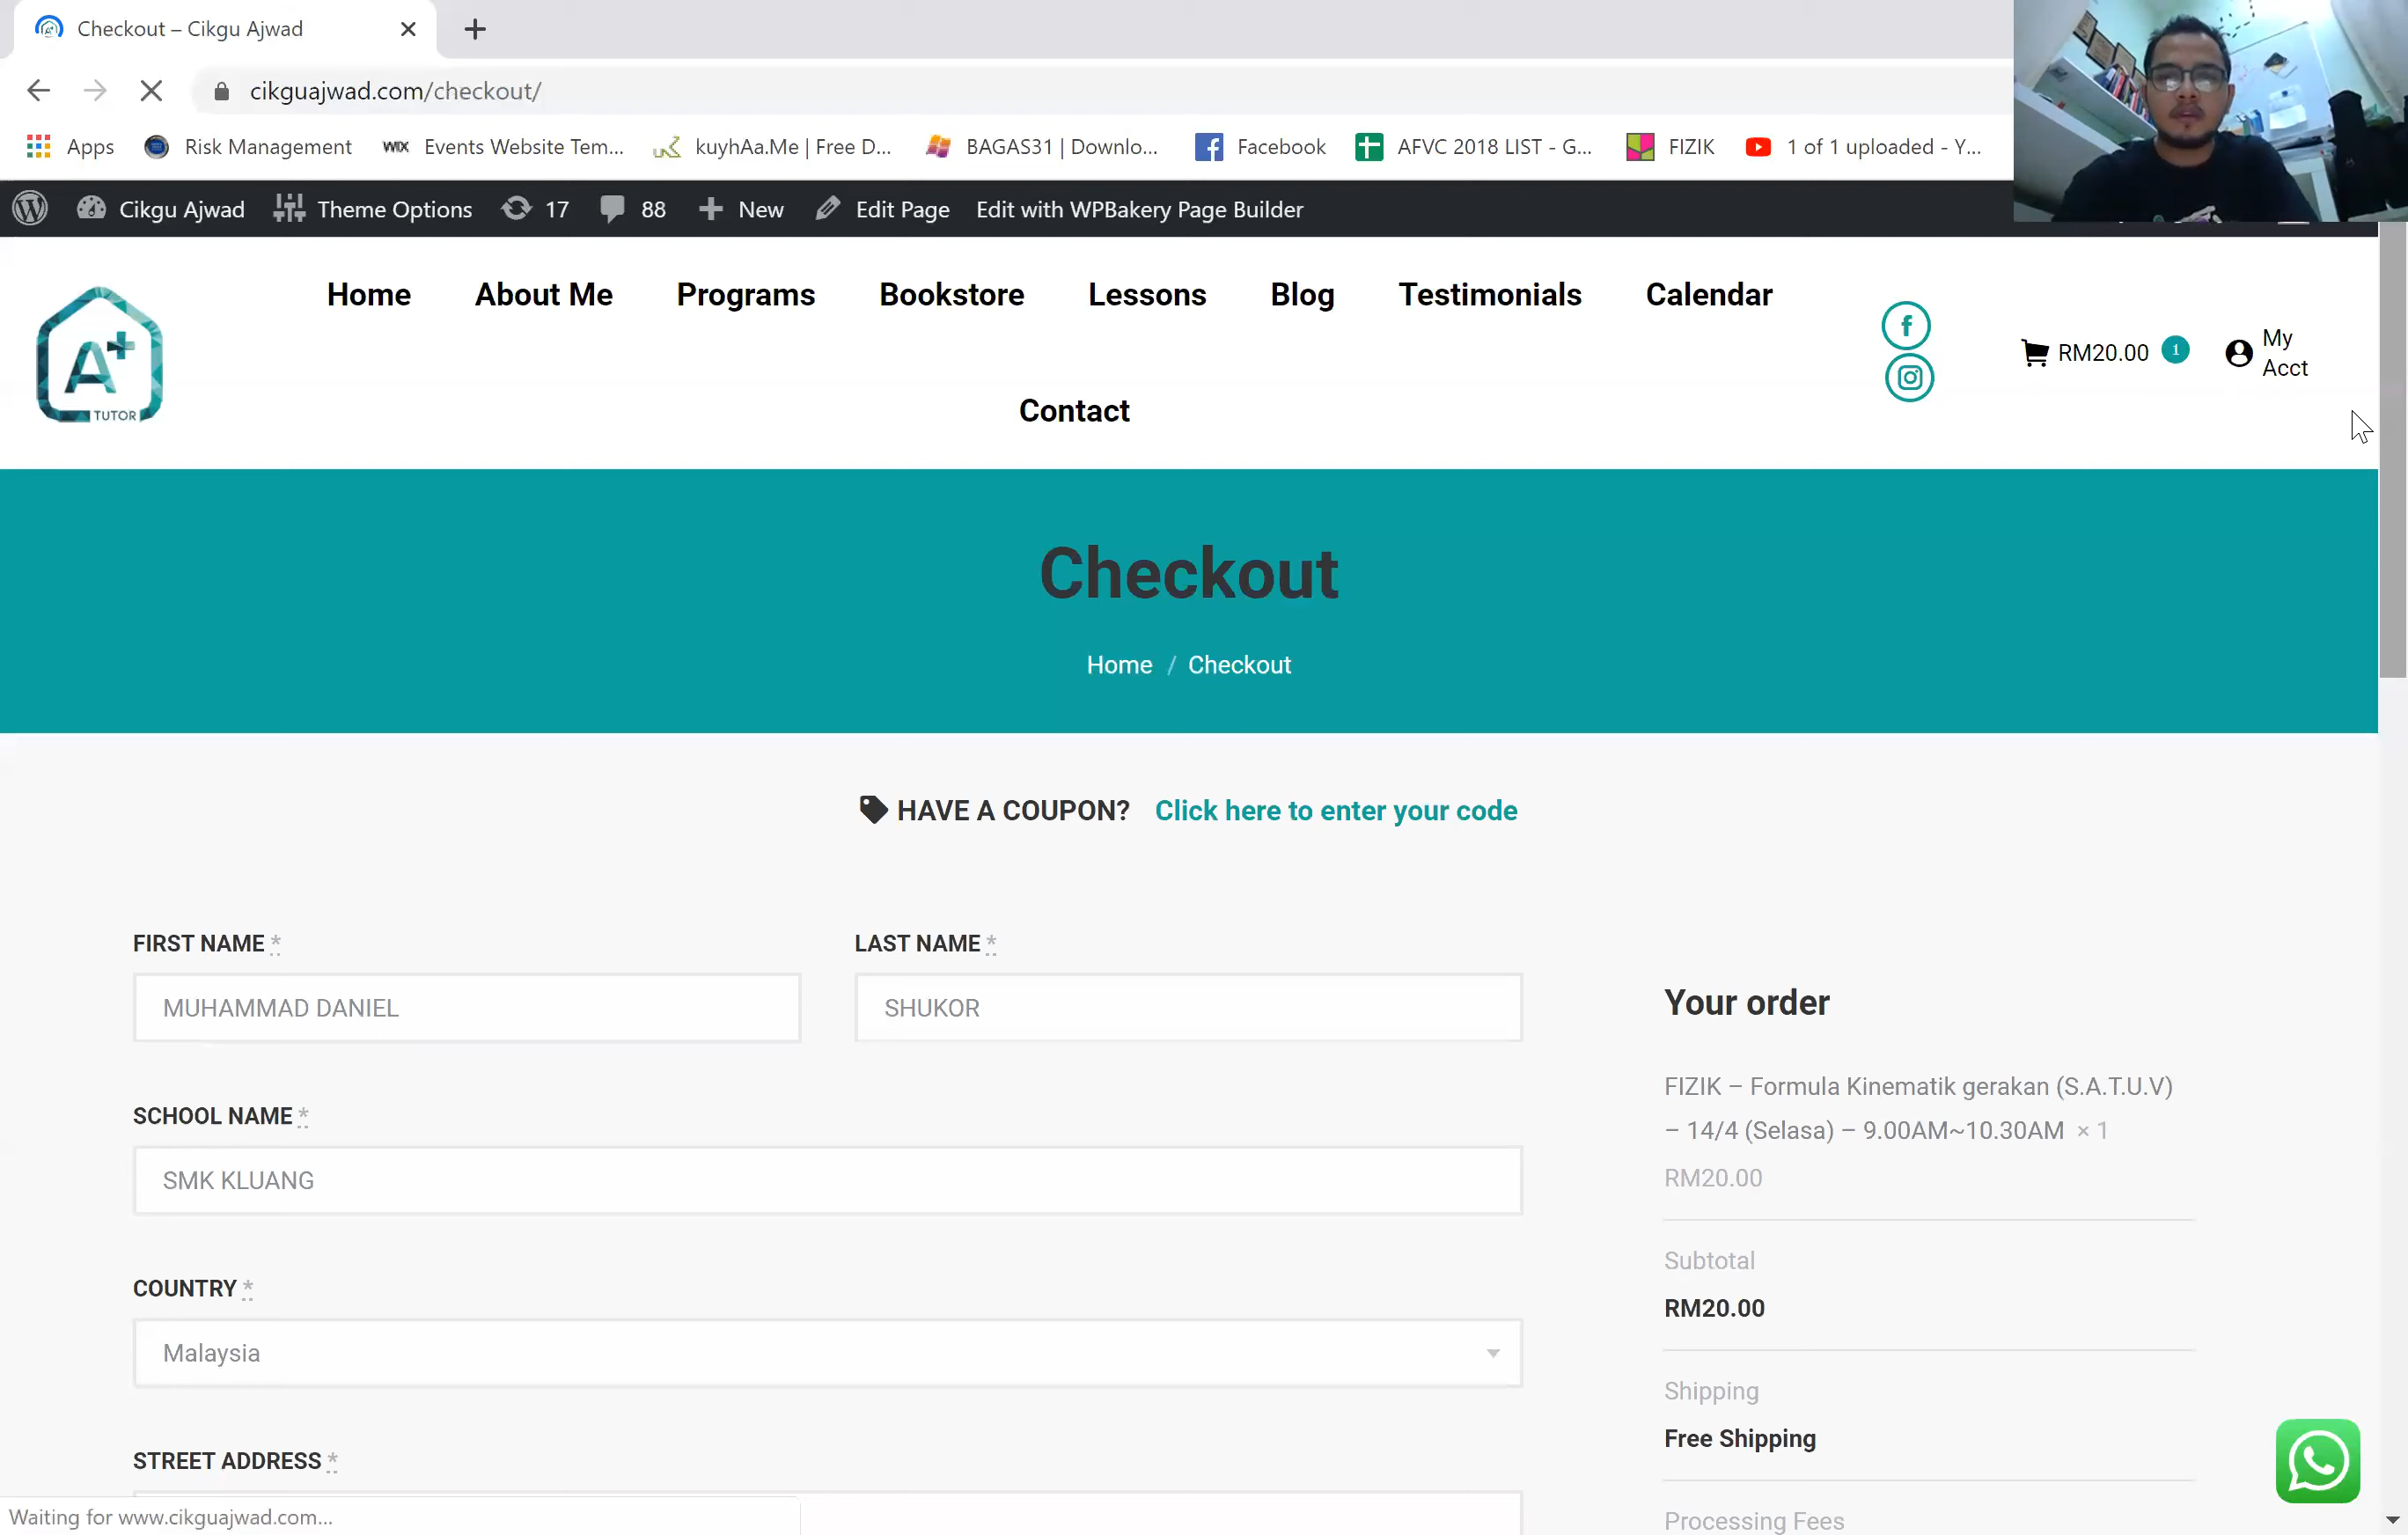 Checkout – Cikgu Ajwad
cikguajwad.com/checkout/
Apps Risk Management WIX Events Website Tem... kuyhAa.Me | Free D... BAGAS31 | Downlo... Facebook AFVC 2018 LIST - G... FIZIK 1 of 1 uploaded - Y...
Cikgu Ajwad Theme Options 17 88 New Edit Page Edit with WPBakery Page Builder
Home About Me Programs Bookstore Lessons Blog Testimonials Calendar
Contact
A+
TUTOR
RM20.00 1
My
Acct
Checkout
Home / Checkout
HAVE A COUPON? Click here to enter your code
FIRST NAME *
MUHAMMAD DANIEL
LAST NAME *
SHUKOR
SCHOOL NAME *
SMK KLUANG
COUNTRY *
Malaysia
STREET ADDRESS *
Your order
FIZIK – Formula Kinematik gerakan (S.A.T.U.V)
– 14/4 (Selasa) – 9.00AM~10.30AM × 1
RM20.00
Subtotal
RM20.00
Shipping
Free Shipping
Processing Fees
Waiting for www.cikguajwad.com...